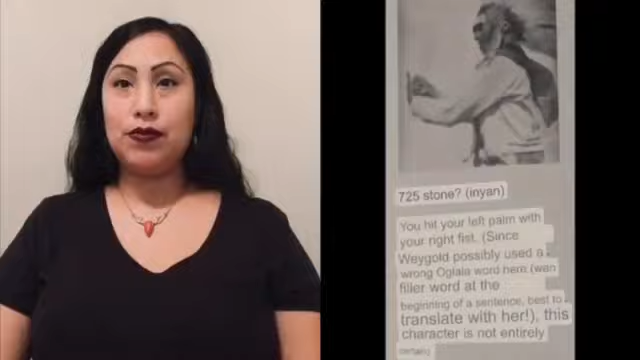 725 stone? (inyan)
You hit your left palm with
your right fist. (Since
Weygold possibly used a
wrong Oglala word here (wan
filler word at the
beginning of a sentence, best to
translate with her!), this
character is not entirely